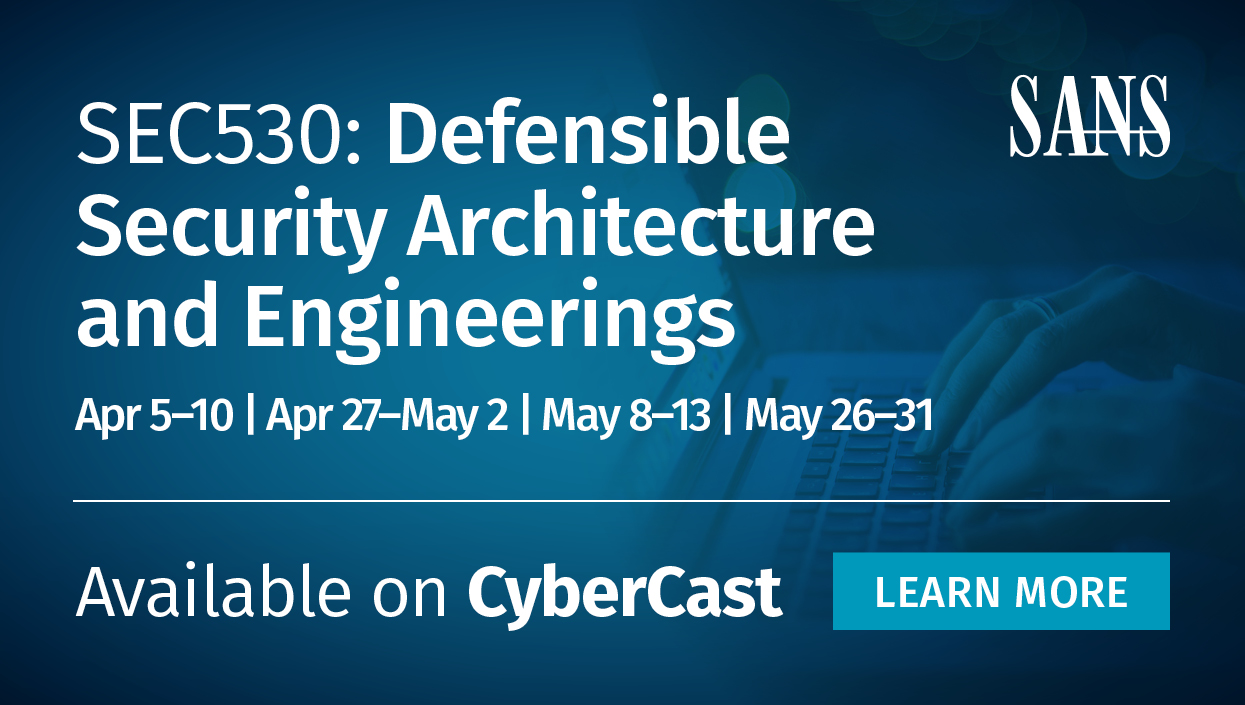 SANS
SEC530: Defensible
Security Architecture
and Engineerings
Apr 5–10 | Apr 27–May 2 | May 8–13 | May 26–31
Available on CyberCast
LEARN MORE